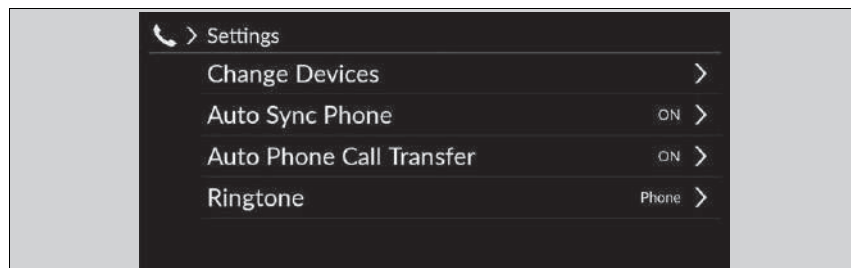 Settings
Change Devices
Auto Sync Phone ON
Auto Phone Call Transfer ON
Ringtone Phone